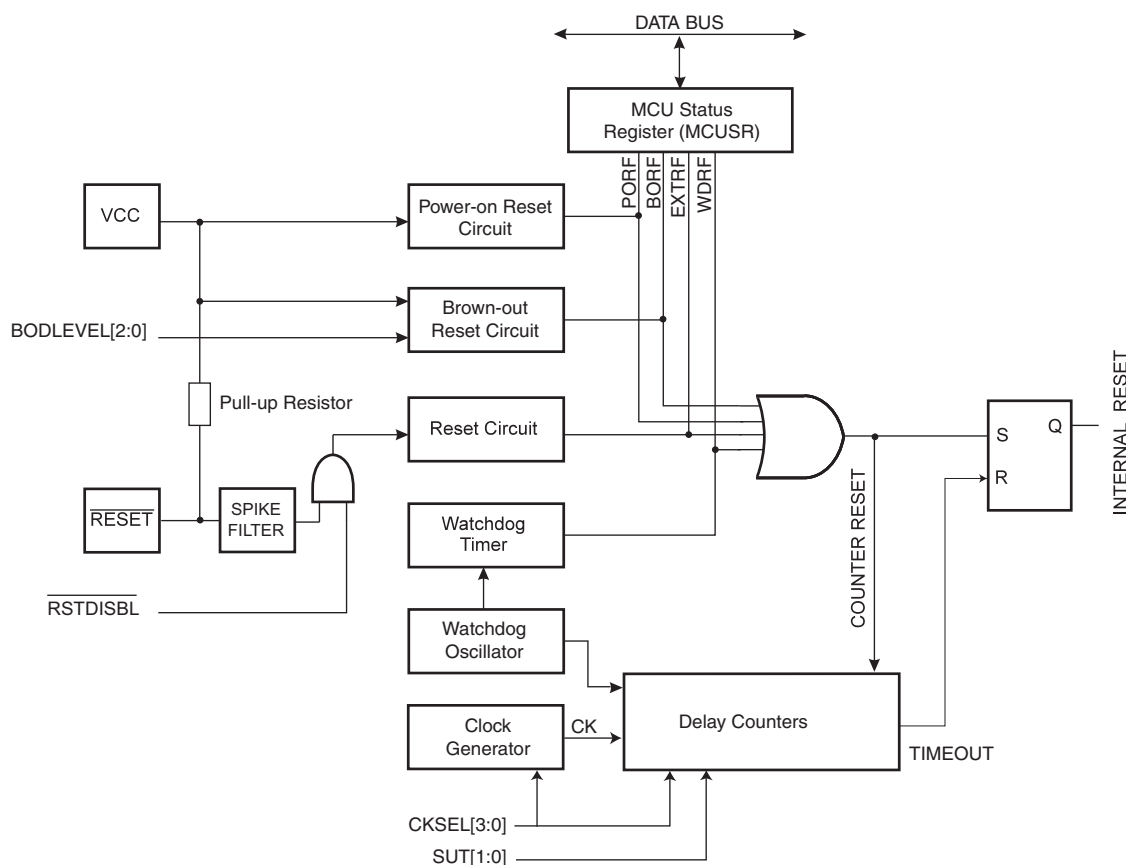 DATA BUS
MCU Status
Register (MCUSR)
PORF
BORF
EXTRF
WDRF
VCC
Power-on Reset
Circuit
Brown-out
Reset Circuit
BODLEVEL[2:0]
Pull-up Resistor
Reset Circuit
S
Q
R
INTERNAL RESET
RESET
SPIKE
FILTER
Watchdog
Timer
COUNTER RESET
RSTDISBL
Watchdog
Oscillator
Delay Counters
Clock
Generator
CK
TIMEOUT
CKSEL[3:0]
SUT[1:0]